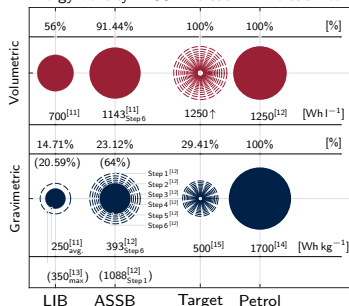 56% 91.44% 100% 100% [%]
Volumetric
700[11] 1143[11]Step 6 1250↑ 1250[12] [Wh l−1]
14.71% 23.12% 29.41% 100% [%]
(20.59%) (64%)
Gravimetric
Step 1[12]
Step 2[12]
Step 3[12]
Step 4[12]
Step 5[12]
Step 6[12]
250[11]avg. 393[12]Step 6 500[15] 1700[14] [Wh kg−1]
(350[13]max) (1088[12]Step 1)
LIB ASSB Target Petrol